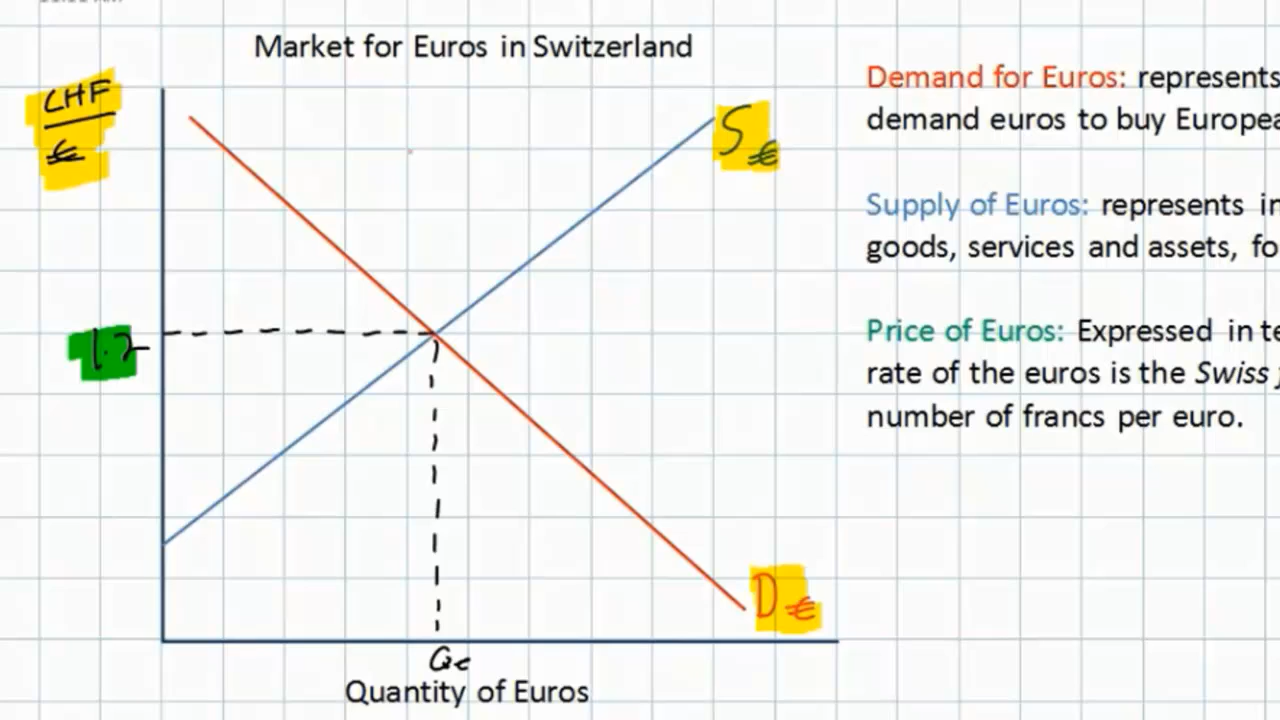 Market for Euros in Switzerland
CHF
€
S€
1.2
D€
Qe
Quantity of Euros
Demand for Euros: represents
demand euros to buy Europea
Supply of Euros: represents in
goods, services and assets, fo
Price of Euros: Expressed in te
rate of the euros is the Swiss
number of francs per euro.